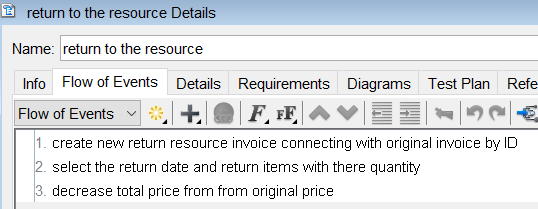 return to the resource Details
Name: return to the resource
Info Flow of Events Details Requirements Diagrams Test Plan Refe
Flow of Events F FF
1. create new return resource invoice connecting with original invoice by ID
2. select the return date and return items with there quantity
3. decrease total price from from original price